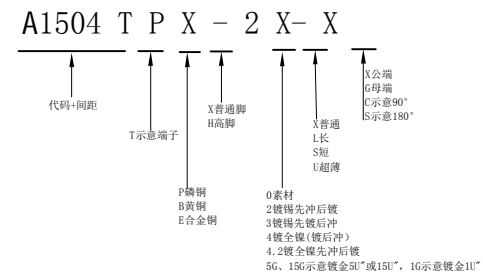 A1504 T P X - 2 X- X
代码+间距
T示意端子
X普通脚
H高脚
P磷铜
B黄铜
E合金铜
X普通
L长
S短
U超薄
X公端
G母端
C示意90°
S示意180°
0素材
2镀锡先冲后镀
3镀锡先镀后冲
4镀全镍(镀后冲)
4.2镀全镍先冲后镀
5G、15G示意镀金5U"或15U"，1G示意镀金1U"